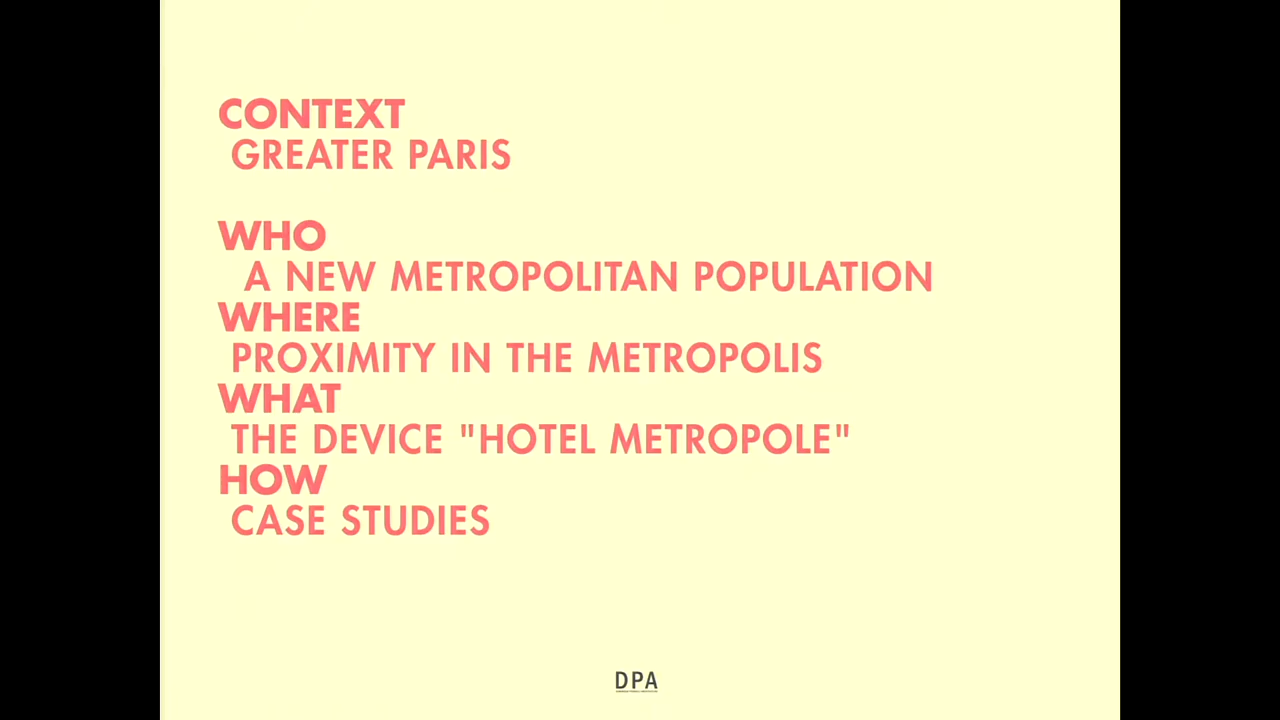 CONTEXT
GREATER PARIS
WHO
A NEW METROPOLITAN POPULATION
WHERE
PROXIMITY IN THE METROPOLIS
WHAT
THE DEVICE "HOTEL METROPOLE"
HOW
CASE STUDIES
DPA